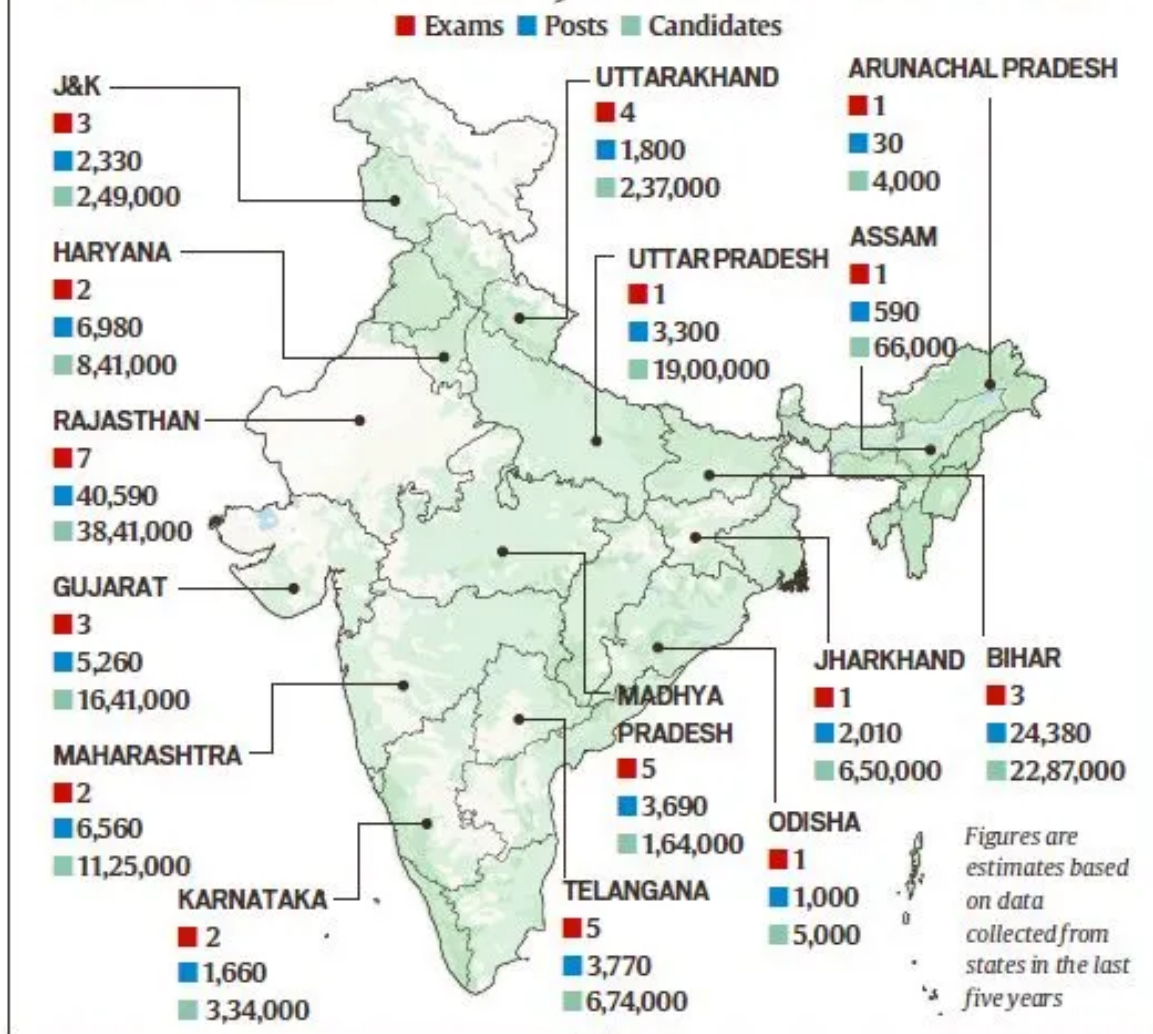 Exams Posts Candidates
J&K
3
2,330
2,49,000
UTTARAKHAND
4
1,800
2,37,000
ARUNACHAL PRADESH
1
30
4,000
HARYANA
2
6,980
8,41,000
UTTAR PRADESH
1
3,300
19,00,000
ASSAM
1
590
66,000
RAJASTHAN
7
40,590
38,41,000
GUJARAT
3
5,260
16,41,000
MAHARASHTRA
2
6,560
11,25,000
KARNATAKA
2
1,660
3,34,000
MADHYA
PRADESH
5
3,690
1,64,000
TELANGANA
5
3,770
6,74,000
JHARKHAND
1
2,010
6,50,000
BIHAR
3
24,380
22,87,000
ODISHA
1
1,000
5,000
Figures are
estimates based
on data
collected from
states in the last
five years